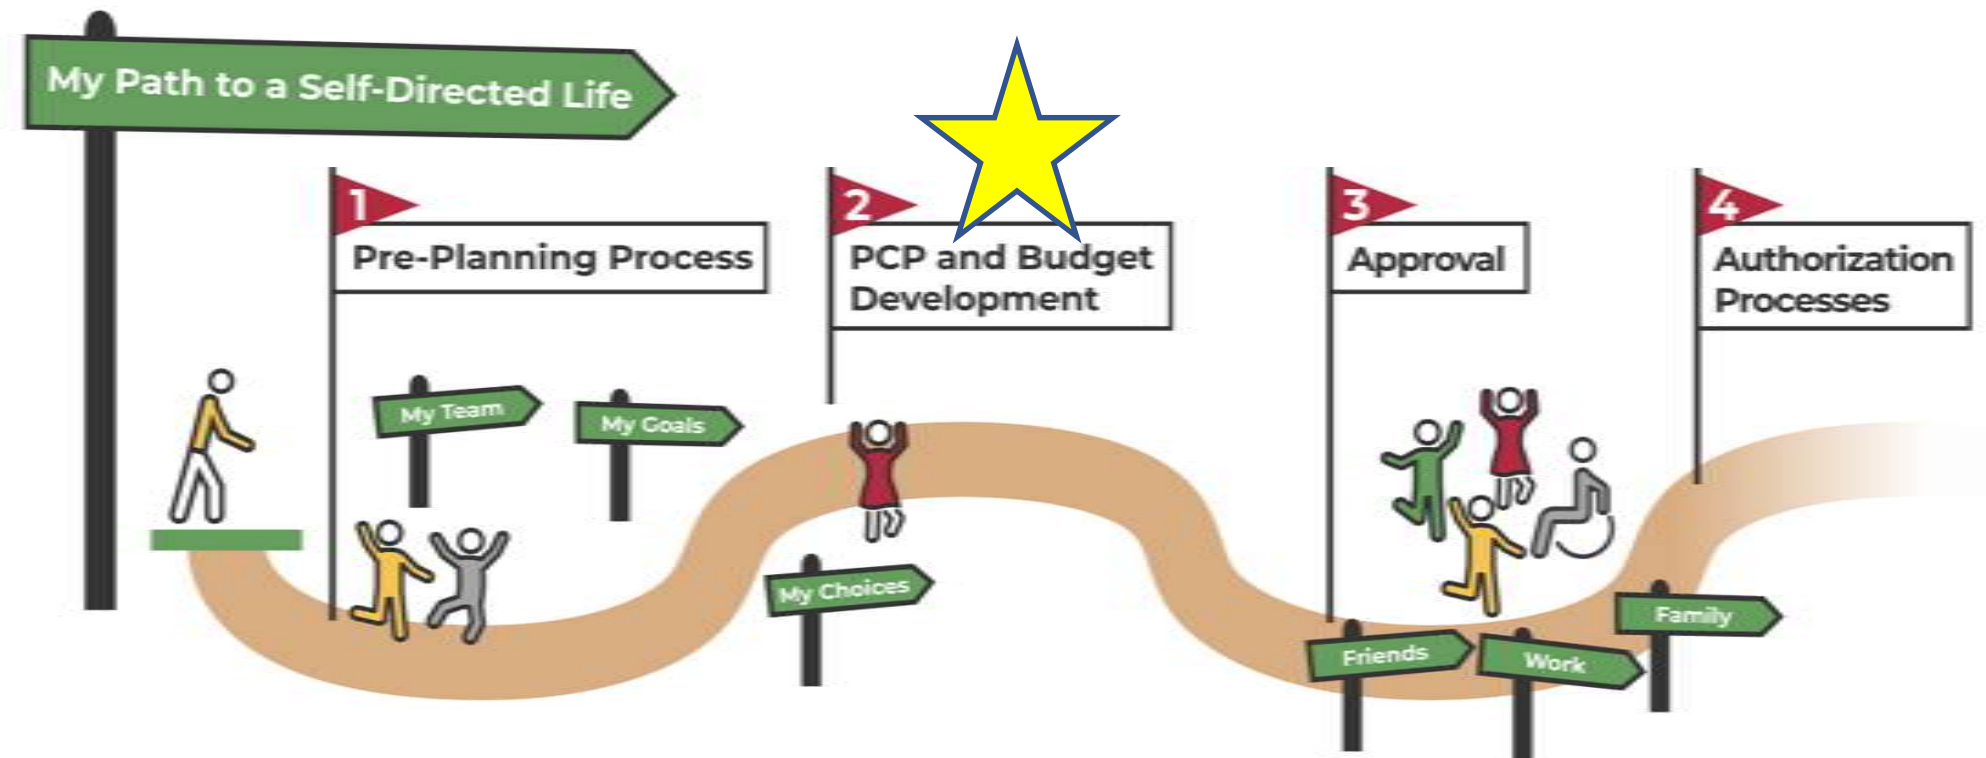 My Path to a Self-Directed Life
1
Pre-Planning Process
2
PCP and Budget
Development
3
Approval
4
Authorization
Processes
My Team
My Goals
My Choices
Friends
Work
Family